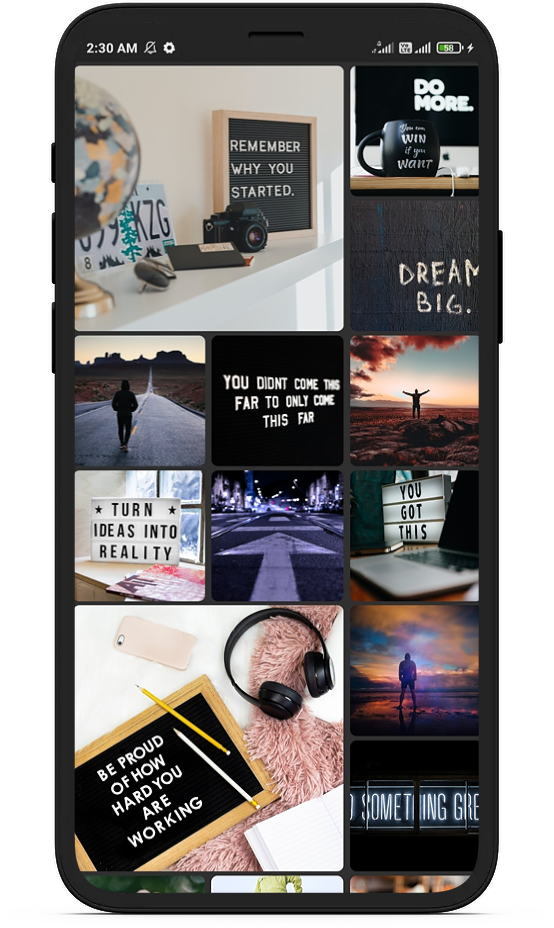 2:30 AM
58
DO
MORE.
You can
WIN
if you
WANT
REMEMBER
WHY YOU
STARTED.
KZG
8
DREAM
BIG.
YOU DIDNT COME THIS
FAR TO ONLY COME
THIS FAR
★ TURN ★
IDEAS INTO
REALITY
YOU
GOT
THIS
BE PROUD
OF HOW
HARD YOU
ARE
WORKING
SOMETHING GRE